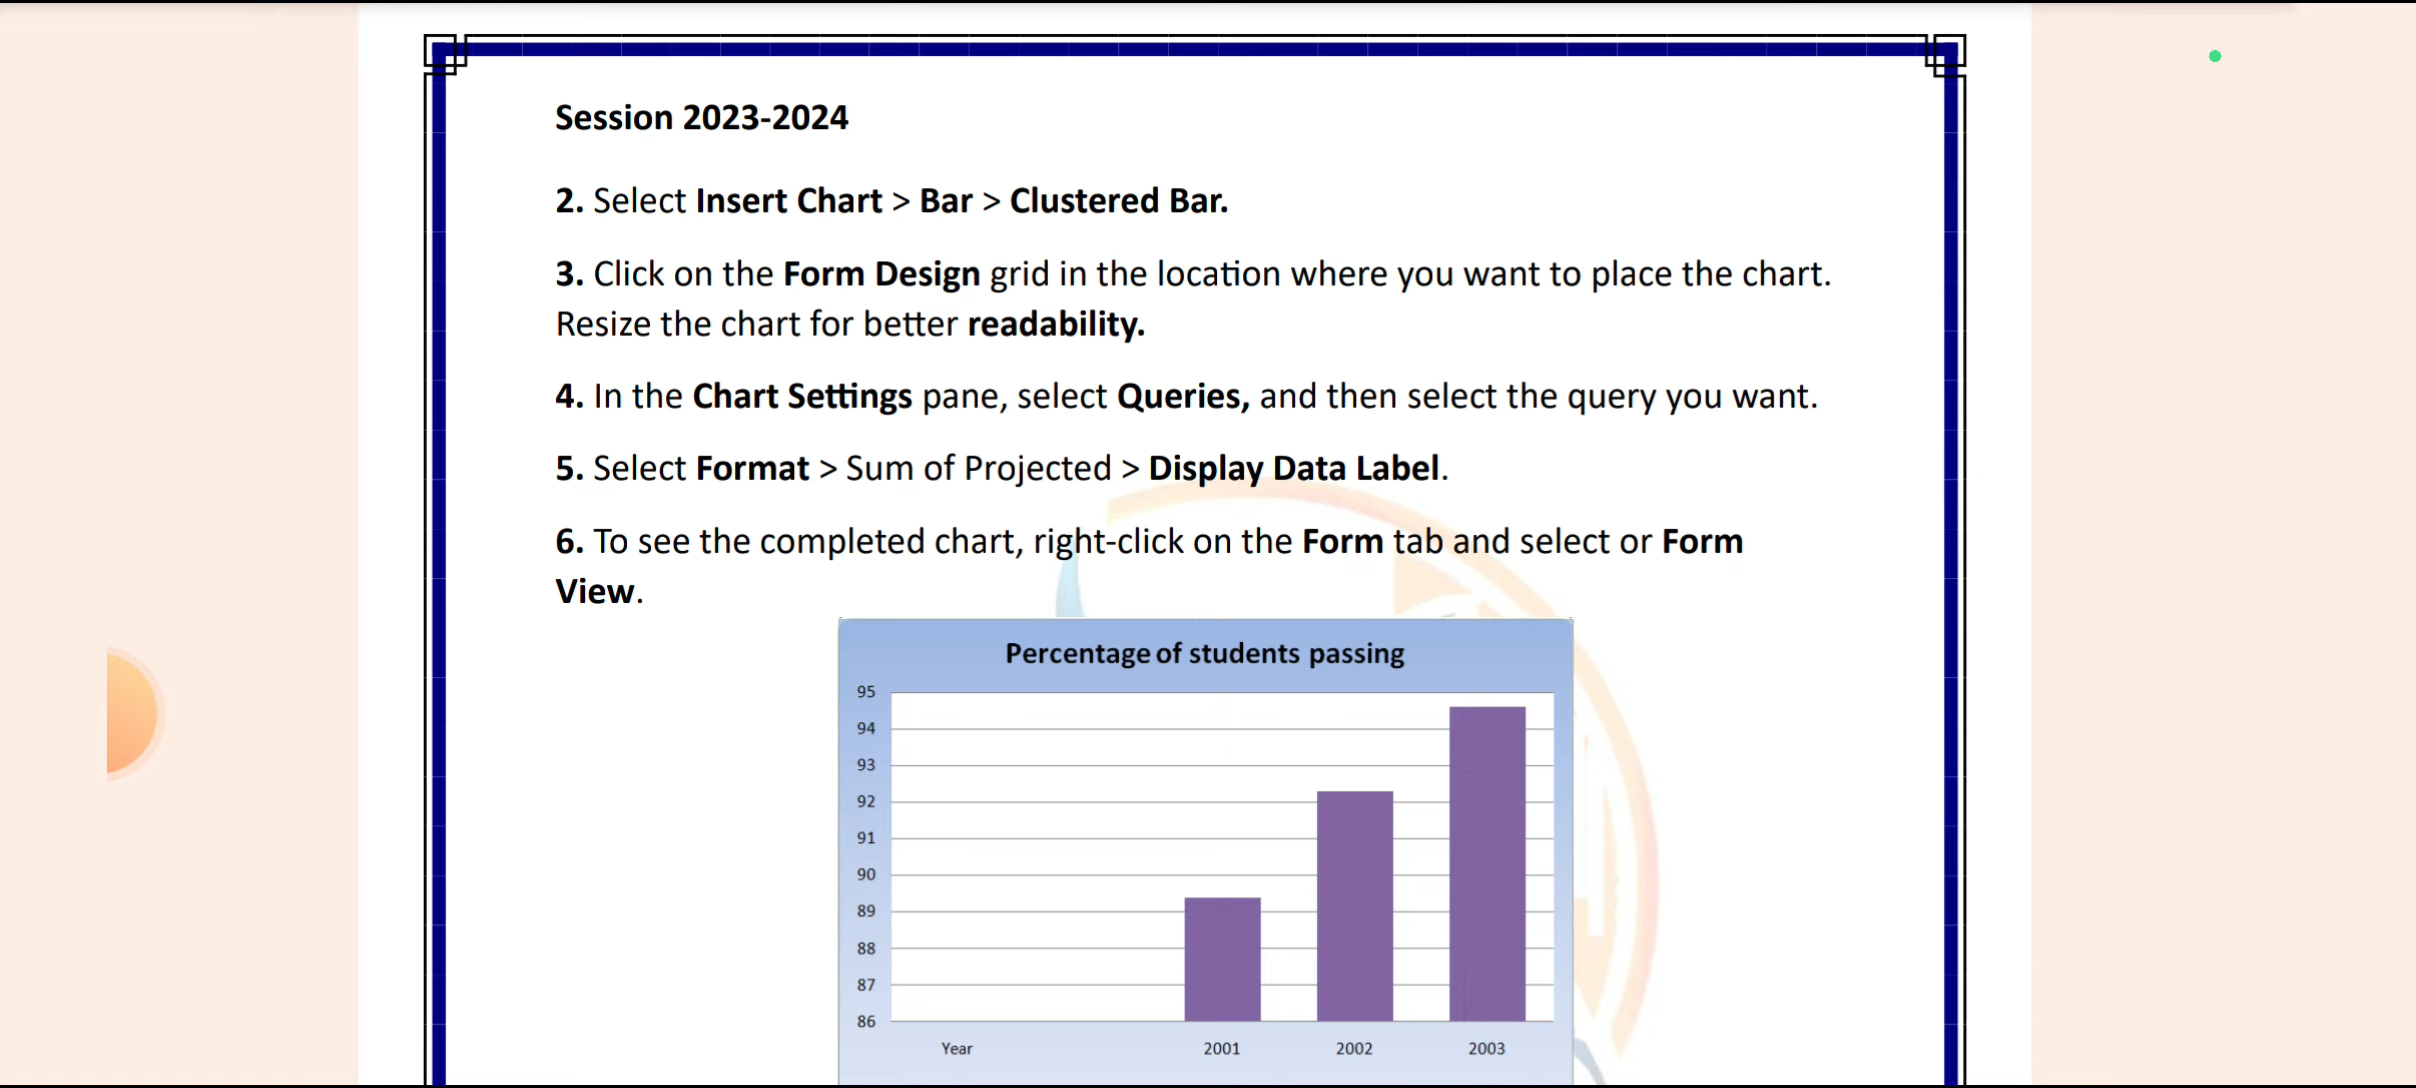 Session 2023-2024
2. Select Insert Chart > Bar > Clustered Bar.
3. Click on the Form Design grid in the location where you want to place the chart.
Resize the chart for better readability.
4. In the Chart Settings pane, select Queries, and then select the query you want.
5. Select Format > Sum of Projected > Display Data Label.
6. To see the completed chart, right-click on the Form tab and select or Form
View.
Percentage of students passing
95
94
93
92
91
90
89
88
87
86
Year 2001 2002 2003